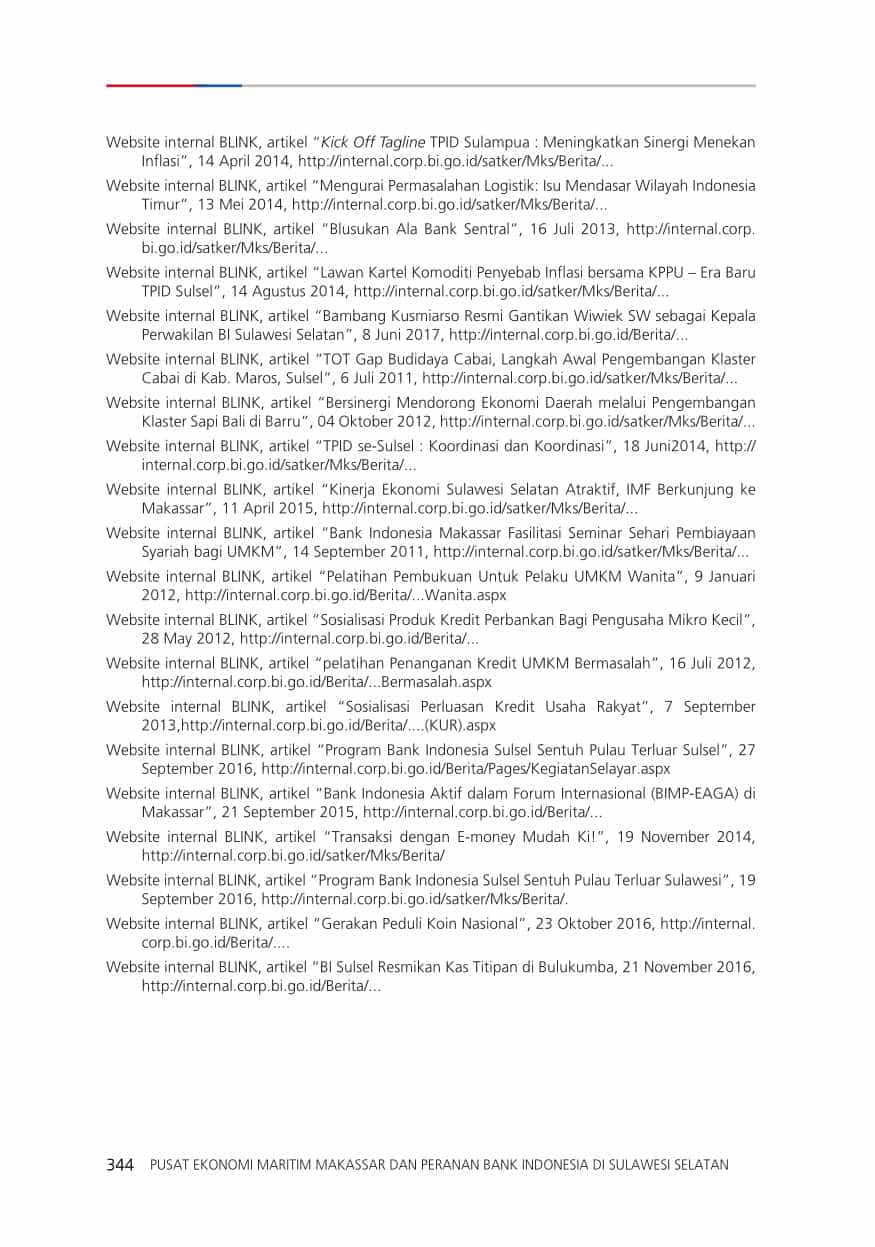 Website internal BLINK, artikel “Kick Off Tagline TPID Sulampua : Meningkatkan Sinergi Menekan
Inflasi”, 14 April 2014, http://internal.corp.bi.go.id/satker/Mks/Berita/...
Website internal BLINK, artikel “Mengurai Permasalahan Logistik: Isu Mendasar Wilayah Indonesia
Timur”, 13 Mei 2014, http://internal.corp.bi.go.id/satker/Mks/Berita/...
Website internal BLINK, artikel “Blusukan Ala Bank Sentral”, 16 Juli 2013, http://internal.corp.
bi.go.id/satker/Mks/Berita/...
Website internal BLINK, artikel “Lawan Kartel Komoditi Penyebab Inflasi bersama KPPU – Era Baru
TPID Sulsel”, 14 Agustus 2014, http://internal.corp.bi.go.id/satker/Mks/Berita/...
Website internal BLINK, artikel “Bambang Kusmiarso Resmi Gantikan Wiwiek SW sebagai Kepala
Perwakilan BI Sulawesi Selatan”, 8 Juni 2017, http://internal.corp.bi.go.id/Berita/...
Website internal BLINK, artikel “TOT Gap Budidaya Cabai, Langkah Awal Pengembangan Klaster
Cabai di Kab. Maros, Sulsel”, 6 Juli 2011, http://internal.corp.bi.go.id/satker/Mks/Berita/...
Website internal BLINK, artikel “Bersinergi Mendorong Ekonomi Daerah melalui Pengembangan
Klaster Sapi Bali di Barru”, 04 Oktober 2012, http://internal.corp.bi.go.id/satker/Mks/Berita/...
Website internal BLINK, artikel “TPID se-Sulsel : Koordinasi dan Koordinasi”, 18 Juni2014, http://
internal.corp.bi.go.id/satker/Mks/Berita/...
Website internal BLINK, artikel “Kinerja Ekonomi Sulawesi Selatan Atraktif, IMF Berkunjung ke
Makassar”, 11 April 2015, http://internal.corp.bi.go.id/satker/Mks/Berita/...
Website internal BLINK, artikel “Bank Indonesia Makassar Fasilitasi Seminar Sehari Pembiayaan
Syariah bagi UMKM”, 14 September 2011, http://internal.corp.bi.go.id/satker/Mks/Berita/...
Website internal BLINK, artikel “Pelatihan Pembukuan Untuk Pelaku UMKM Wanita”, 9 Januari
2012, http://internal.corp.bi.go.id/Berita/...Wanita.aspx
Website internal BLINK, artikel “Sosialisasi Produk Kredit Perbankan Bagi Pengusaha Mikro Kecil”,
28 May 2012, http://internal.corp.bi.go.id/Berita/...
Website internal BLINK, artikel “pelatihan Penanganan Kredit UMKM Bermasalah”, 16 Juli 2012,
http://internal.corp.bi.go.id/Berita/...Bermasalah.aspx
Website internal BLINK, artikel “Sosialisasi Perluasan Kredit Usaha Rakyat”, 7 September
2013,http://internal.corp.bi.go.id/Berita/....(KUR).aspx
Website internal BLINK, artikel “Program Bank Indonesia Sulsel Sentuh Pulau Terluar Sulsel”, 27
September 2016, http://internal.corp.bi.go.id/Berita/Pages/KegiatanSelayar.aspx
Website internal BLINK, artikel “Bank Indonesia Aktif dalam Forum Internasional (BIMP-EAGA) di
Makassar”, 21 September 2015, http://internal.corp.bi.go.id/Berita/...
Website internal BLINK, artikel “Transaksi dengan E-money Mudah Ki!”, 19 November 2014,
http://internal.corp.bi.go.id/satker/Mks/Berita/
Website internal BLINK, artikel “Program Bank Indonesia Sulsel Sentuh Pulau Terluar Sulawesi”, 19
September 2016, http://internal.corp.bi.go.id/satker/Mks/Berita/.
Website internal BLINK, artikel “Gerakan Peduli Koin Nasional”, 23 Oktober 2016, http://internal.
corp.bi.go.id/Berita/....
Website internal BLINK, artikel “BI Sulsel Resmikan Kas Titipan di Bulukumba, 21 November 2016,
http://internal.corp.bi.go.id/Berita/...
344 PUSAT EKONOMI MARITIM MAKASSAR DAN PERANAN BANK INDONESIA DI SULAWESI SELATAN